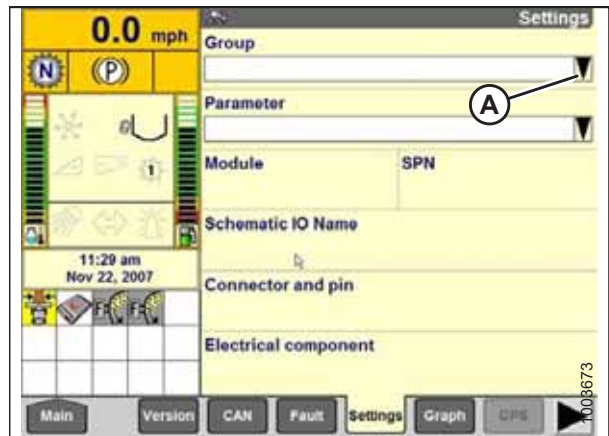 0.0 mph
N
P
1
11:29 am
Nov 22, 2007
F
F
Settings
Group
A
Parameter
Module
SPN
Schematic IO Name
Connector and pin
Electrical component
Main
Version
CAN
Fault
Settings
Graph
GPS
1003673